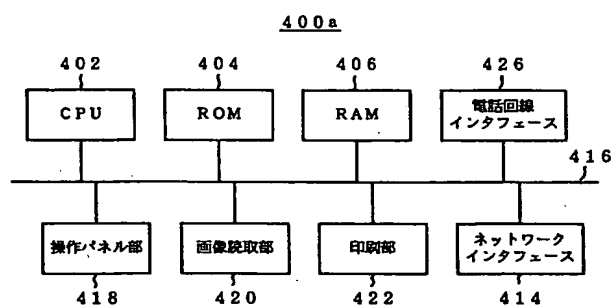 400a
402
404
406
426
CPU
ROM
RAM
電話回線
インタフェース
416
操作パネル部
画像読取部
印刷部
ネットワーク
インタフェース
418
420
422
414